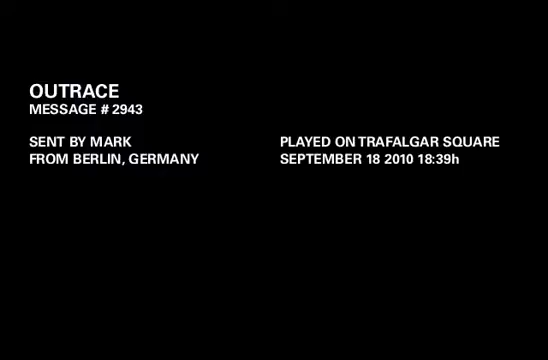 OUTRACE
MESSAGE # 2943
SENT BY MARK
FROM BERLIN, GERMANY
PLAYED ON TRAFALGAR SQUARE
SEPTEMBER 18 2010 18:39h